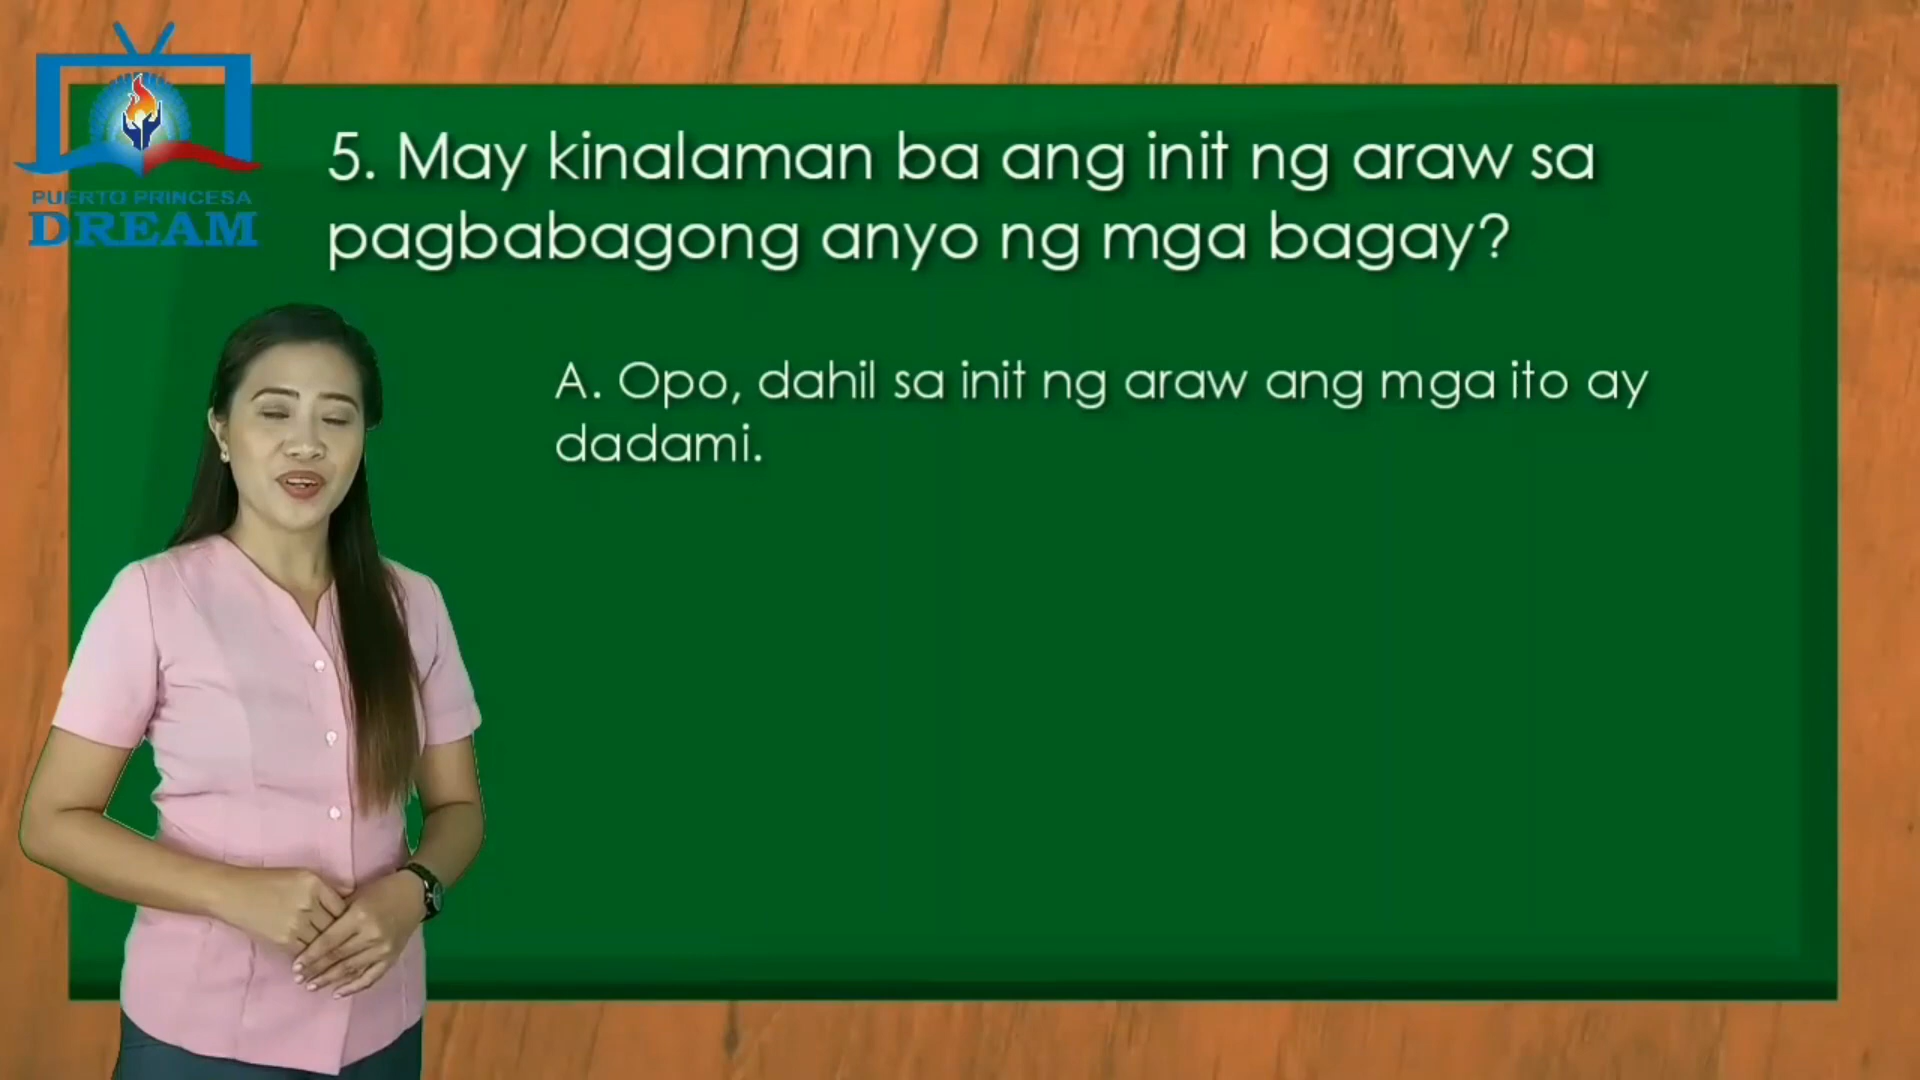 PUERTO PRINCESA
DREAM
5. May kinalaman ba ang init ng araw sa
pagbabagong anyo ng mga bagay?
A. Opo, dahil sa init ng araw ang mga ito ay
dadami.